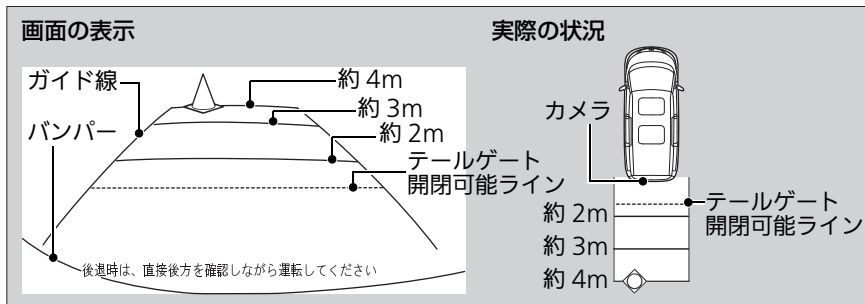 画面の表示
ガイド線
バンパー
約 4m
約 3m
約 2m
テールゲート
開閉可能ライン
後退時は、直接後方を確認しながら運転してください
実際の状況
カメラ
約 2m
約 3m
約 4m
テールゲート
開閉可能ライン